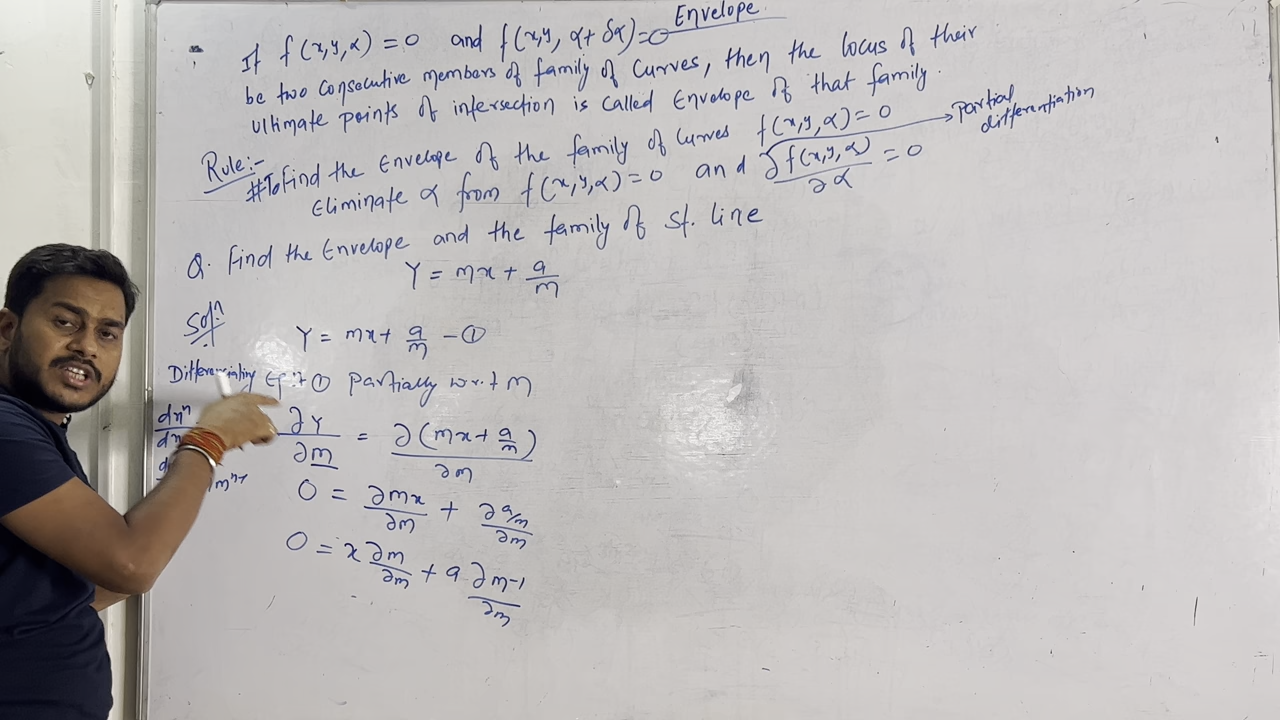 Envelope.
If f(x,y,α) = 0 and f(x,y, α+δα)=0
be two consecutive members of family of curves, then the locus of their
ultimate points of intersection is called Envelope of that family.
Rule:-
#To find the Envelope of the family of curves f(x,y,α) = 0
→ Partial differentiation
Eliminate α from f(x,y,α)=0 and ∂f(x,y,α)/∂α = 0
Q. Find the Envelope and the family of st. line
Y = mx + a/m
Solⁿ
Y = mx + a/m - ①
Differentiating Eqⁿ ① Partially w.r.t m
∂Y/∂m = ∂(mx + a/m)/∂m
0 = ∂mx/∂m + ∂a/m/∂m
0 = x ∂m/∂m + a ∂m-1/∂m